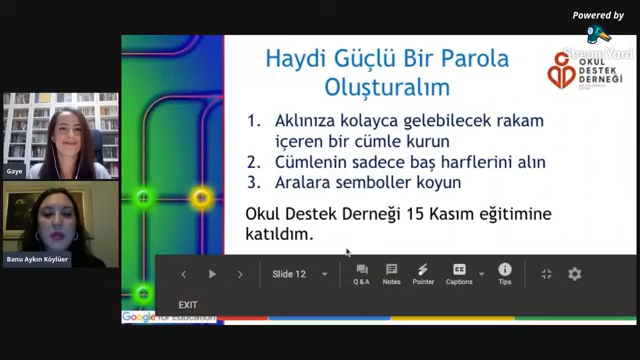 Powered by
StreamYard
Haydi Güçlü Bir Parola
Oluşturalım
OKUL
DESTEK
DERNEĞİ
1. Aklınıza kolayca gelebilecek rakam
içeren bir cümle kurun
2. Cümlenin sadece baş harflerini alın
3. Aralara semboller koyun
Okul Destek Derneği 15 Kasım eğitimine
katıldım.
Gaye
Banu Aykın Köylüer
Slide 12
Q & A
Notes
Pointer
Captions
Tips
EXIT
Google for Education